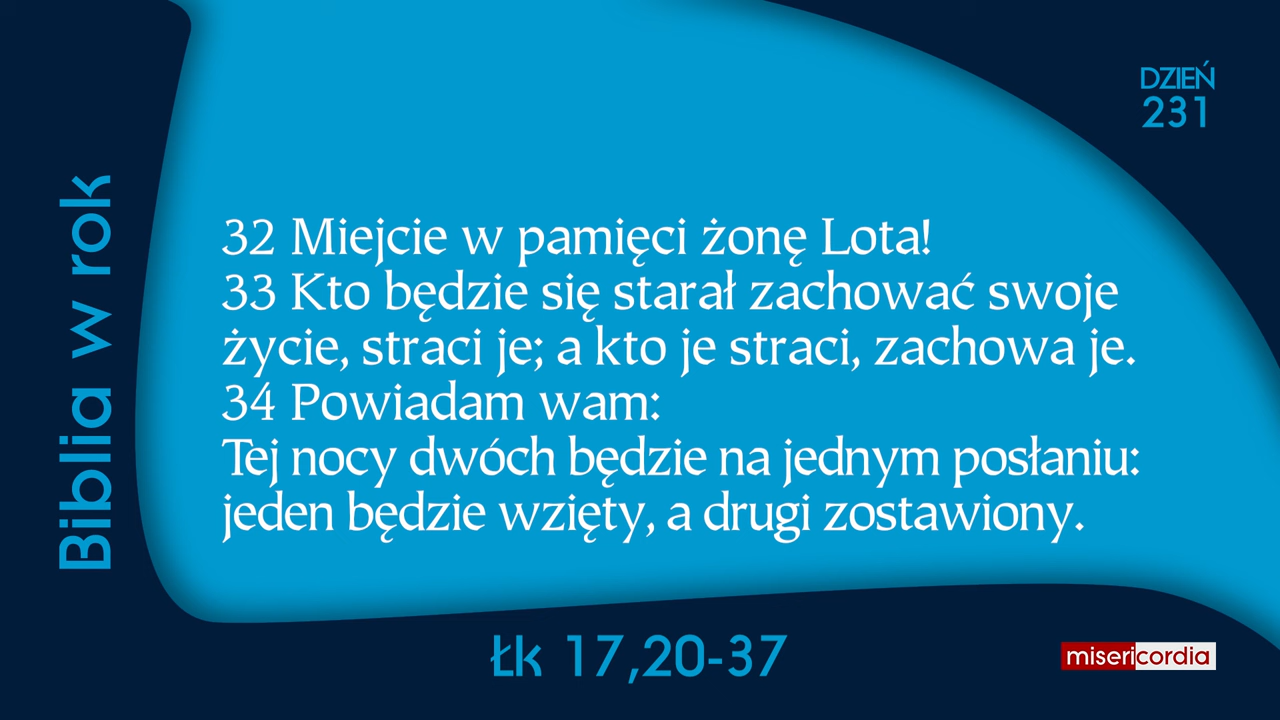 DZIEŃ
231
Biblia w rok
32 Miejcie w pamięci żonę Lota!
33 Kto będzie się starał zachować swoje
życie, straci je; a kto je straci, zachowa je.
34 Powiadam wam:
Tej nocy dwóch będzie na jednym posłaniu:
jeden będzie wzięty, a drugi zostawiony.
Łk 17,20-37
misericordia